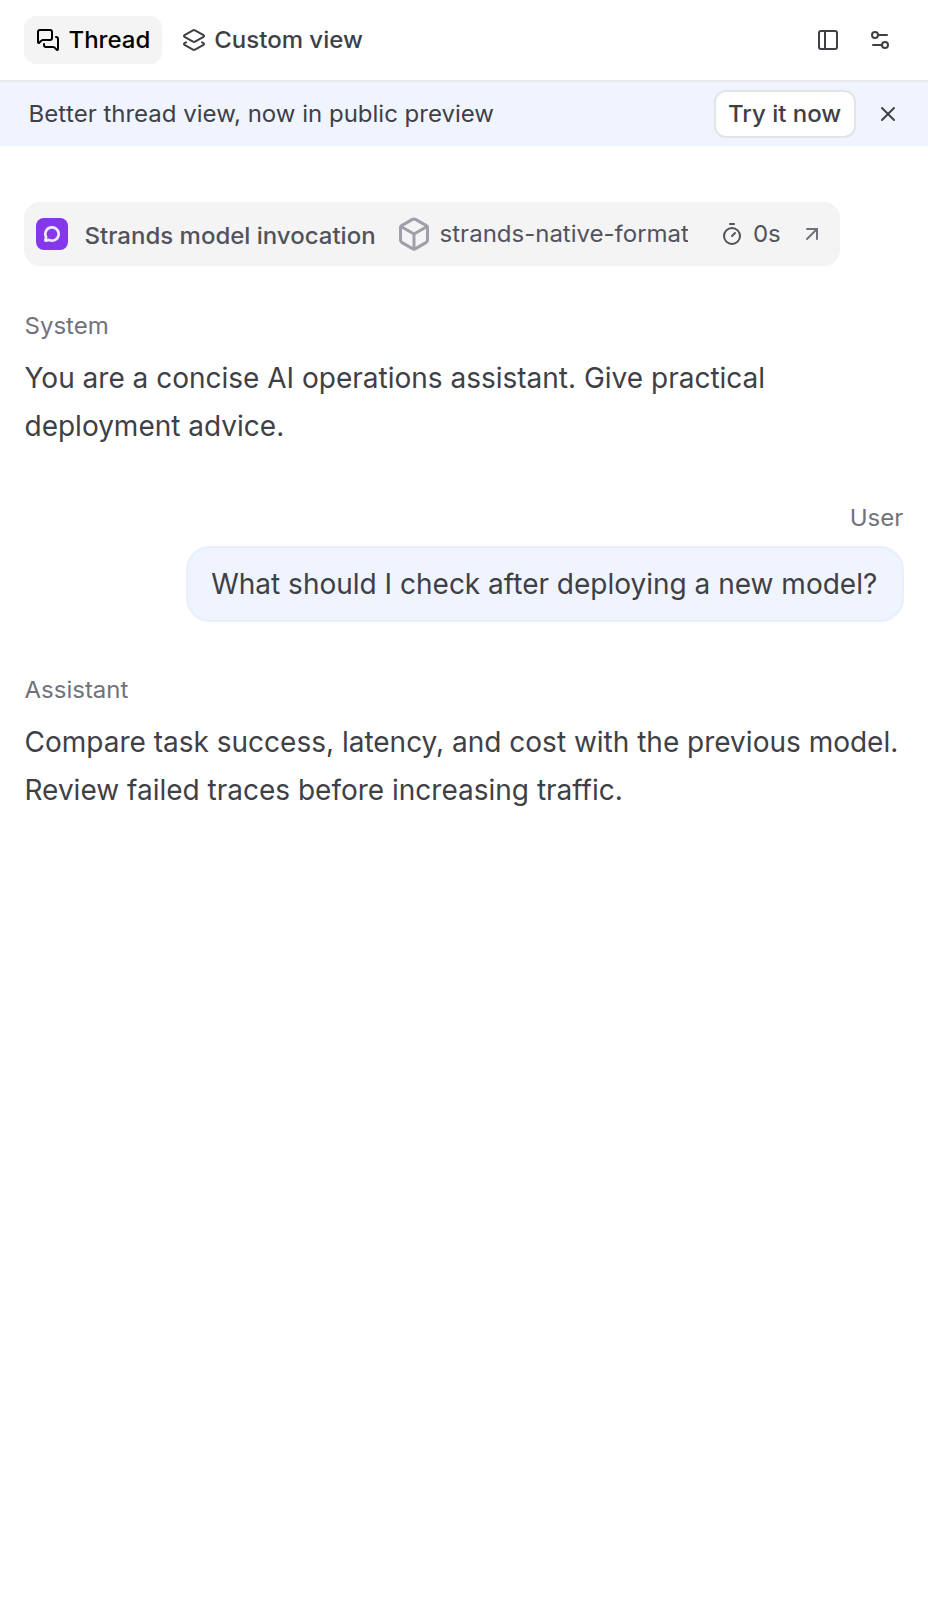 Thread Custom view
Better thread view, now in public preview Try it now
Strands model invocation strands-native-format 0s
System
You are a concise AI operations assistant. Give practical
deployment advice.
User
What should I check after deploying a new model?
Assistant
Compare task success, latency, and cost with the previous model.
Review failed traces before increasing traffic.